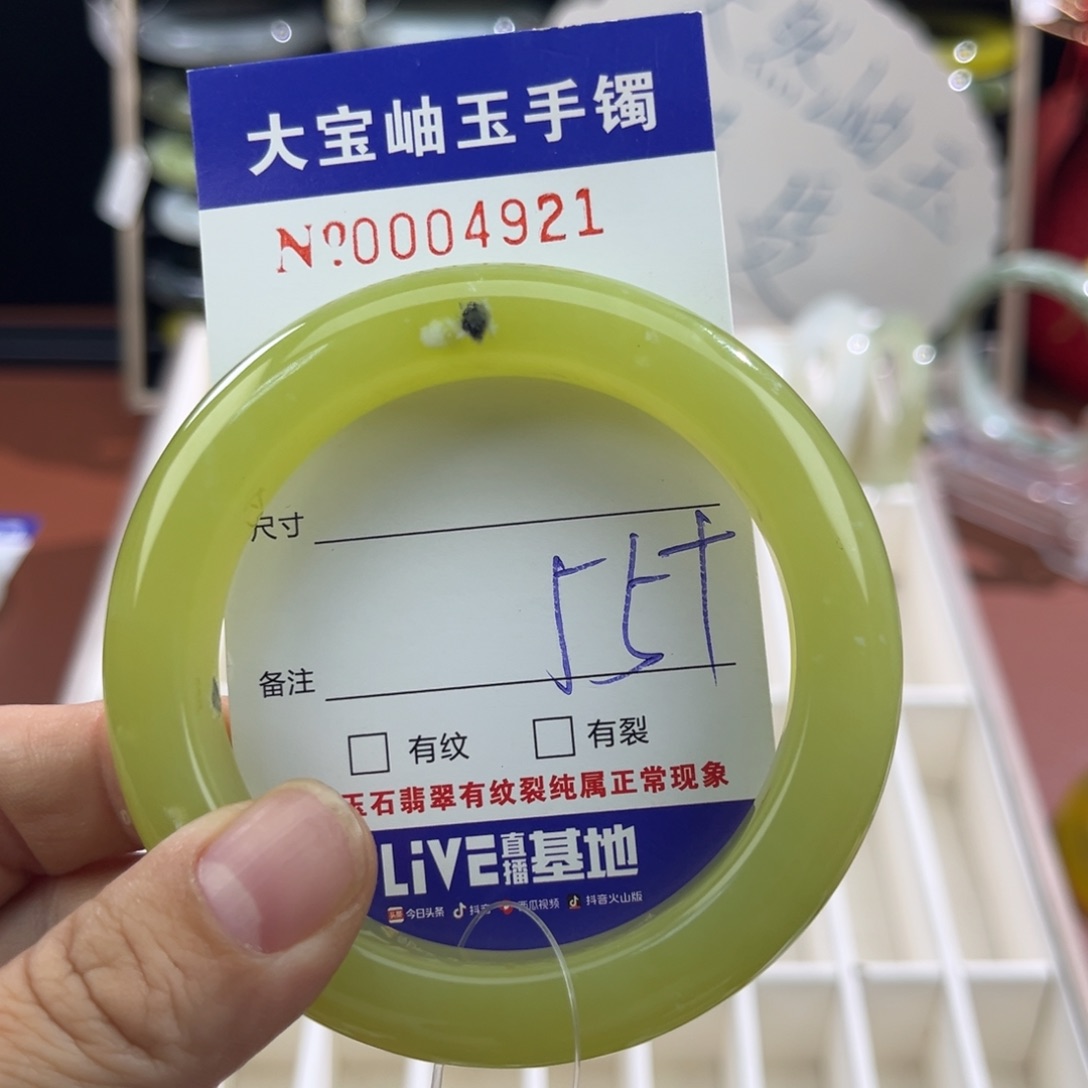 大宝岫玉手镯
Nº0004921
尺寸
55+
备注
有纹 有裂
玉石翡翠有纹裂纯属正常现象
LiVE直播基地
今日头条 抖音 西瓜视频 抖音火山版